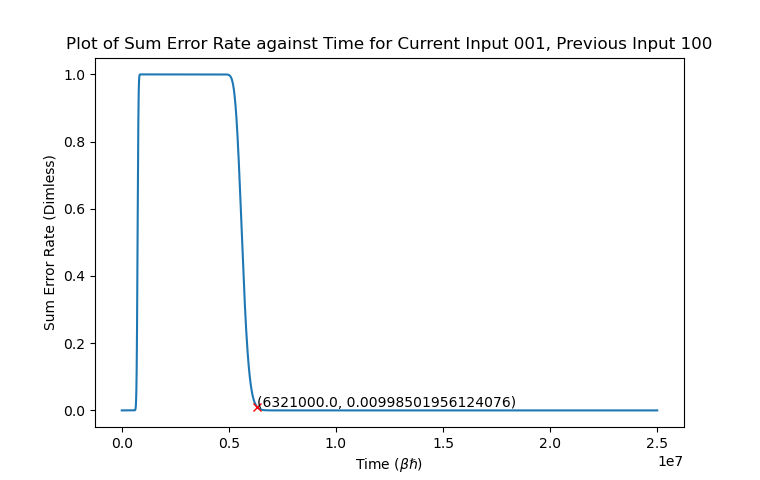 Plot of Sum Error Rate against Time for Current Input 001, Previous Input 100
1.0
0.8
0.6
0.4
0.2
0.0
Sum Error Rate (Dimless)
(6321000.0, 0.00998501956124076)
0.0 0.5 1.0 1.5 2.0 2.5
1e7
Time (βħ)